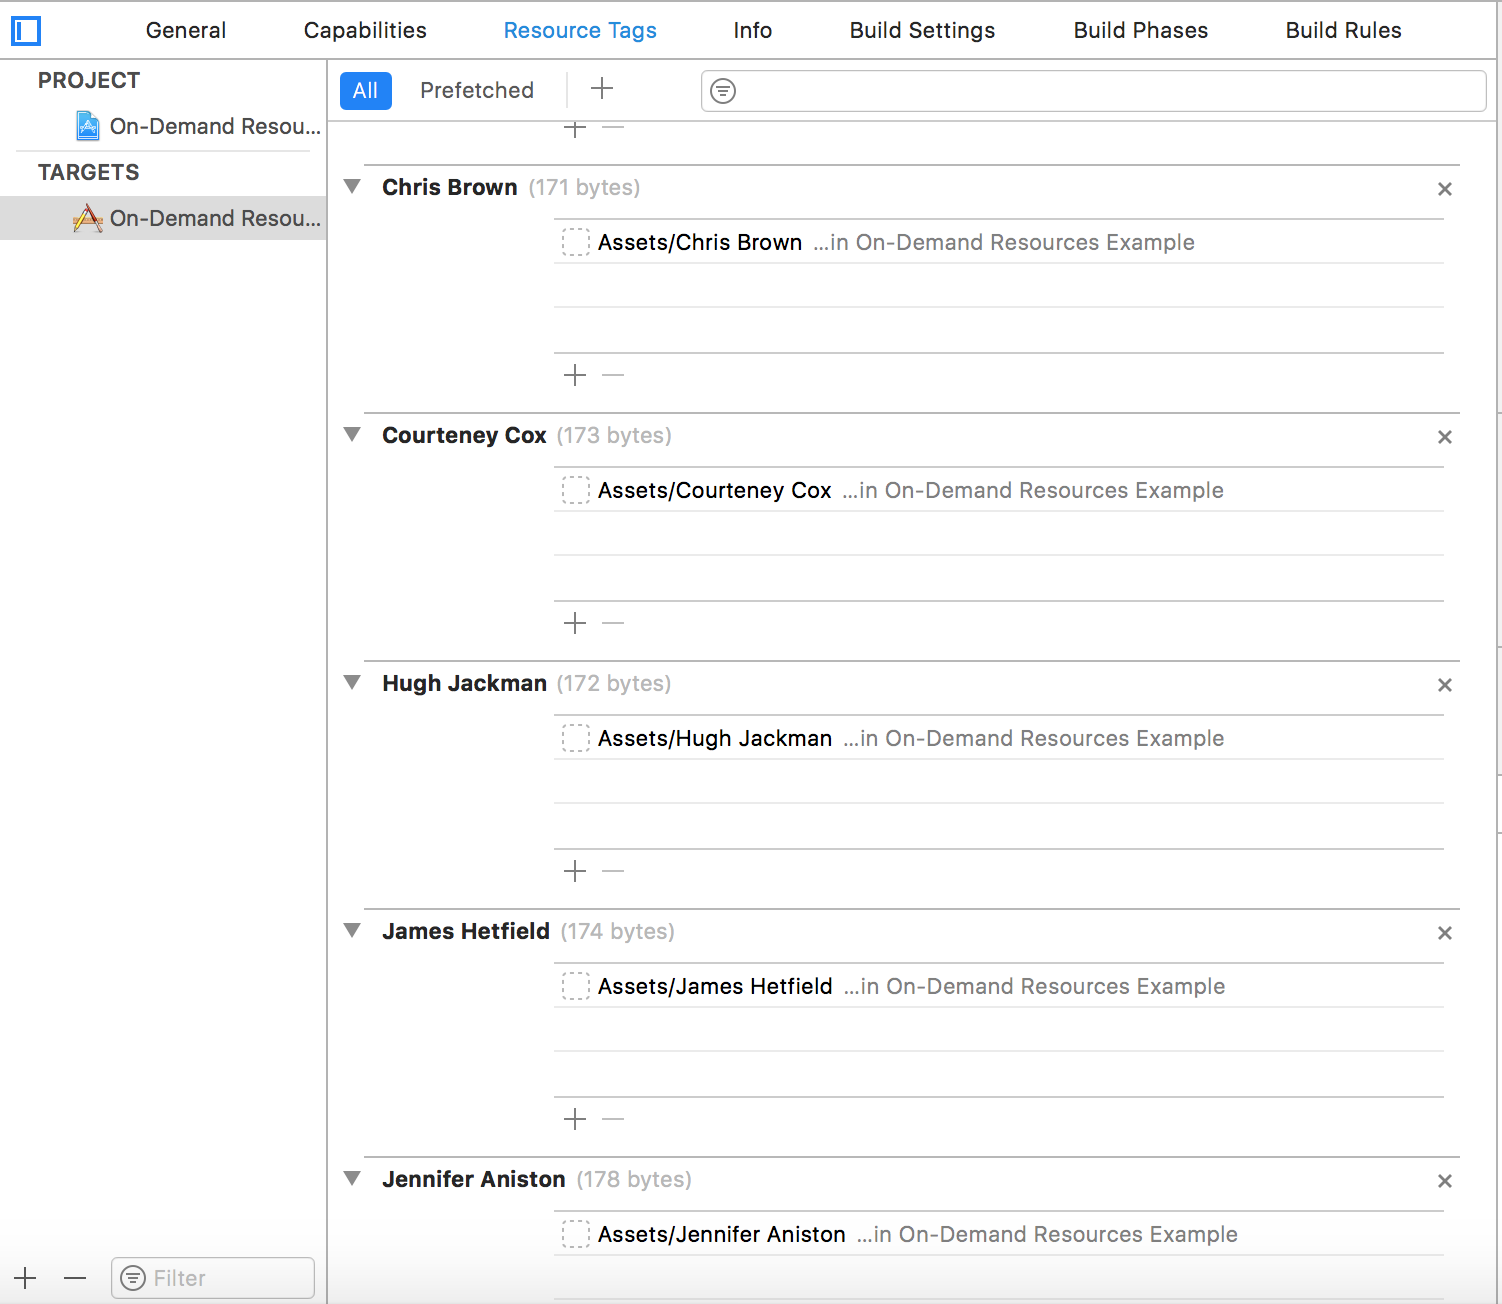 General Capabilities Resource Tags Info Build Settings Build Phases Build Rules
PROJECT
On-Demand Resou...
TARGETS
On-Demand Resou...
Filter
All Prefetched
Chris Brown (171 bytes)
Assets/Chris Brown ...in On-Demand Resources Example
Courteney Cox (173 bytes)
Assets/Courteney Cox ...in On-Demand Resources Example
Hugh Jackman (172 bytes)
Assets/Hugh Jackman ...in On-Demand Resources Example
James Hetfield (174 bytes)
Assets/James Hetfield ...in On-Demand Resources Example
Jennifer Aniston (178 bytes)
Assets/Jennifer Aniston ...in On-Demand Resources Example